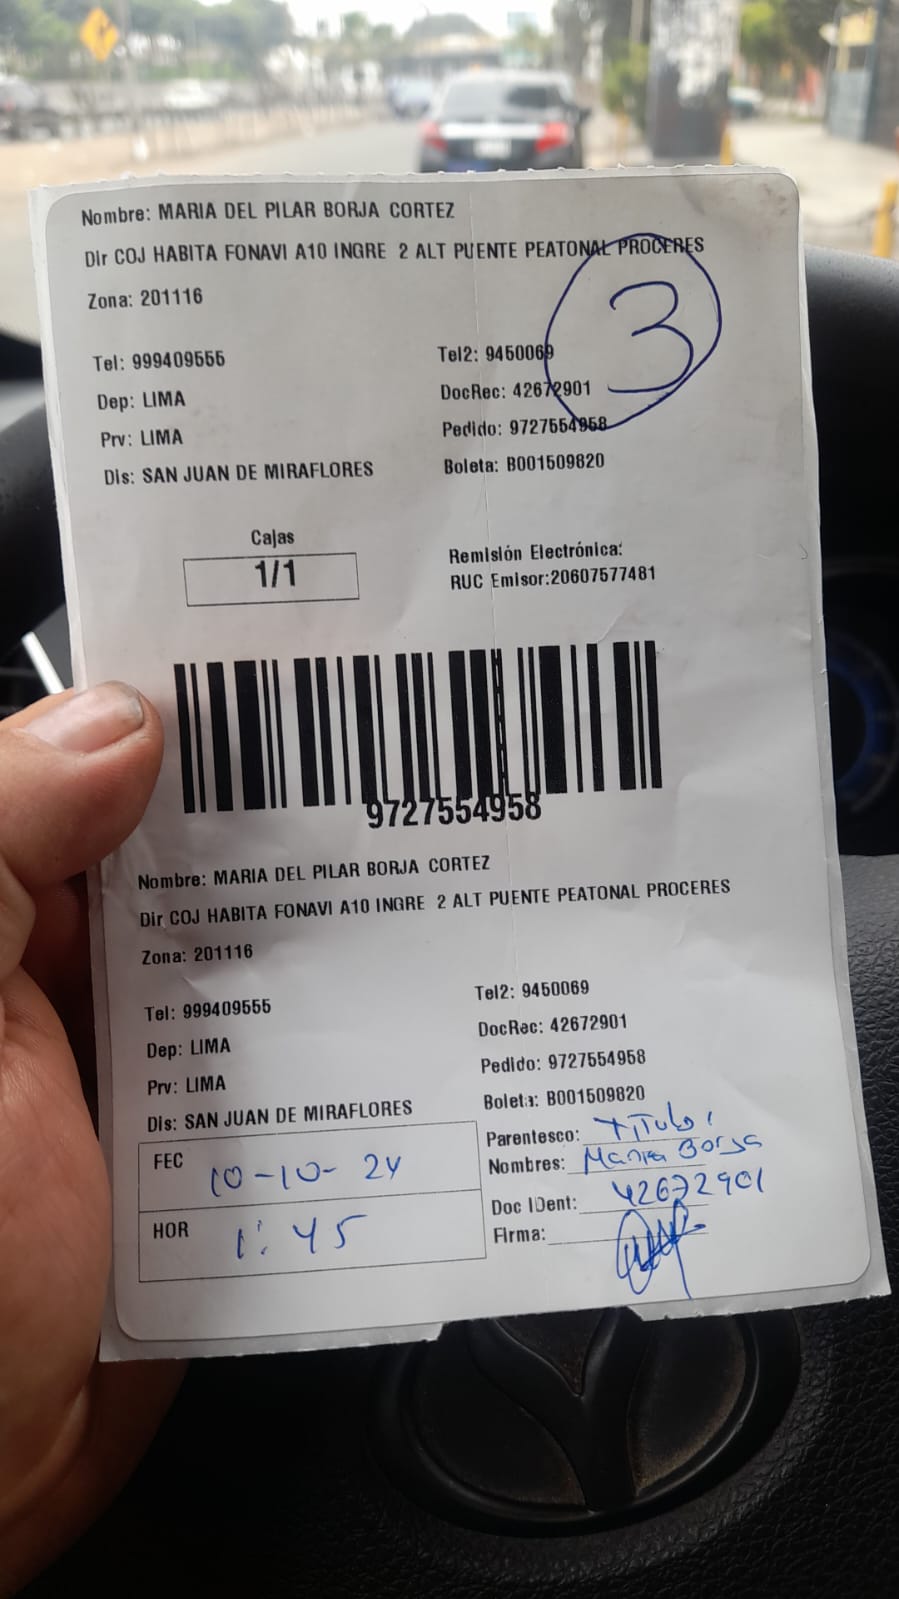 Nombre: MARIA DEL PILAR BORJA CORTEZ
Dir COJ HABITA FONAVI A10 INGRE 2 ALT PUENTE PEATONAL PROCERES
3
Zona: 201116
Tel: 999409555 Tel2: 9450069
Dep: LIMA DocRec: 42672901
Prv: LIMA Pedido: 9727554958
Dis: SAN JUAN DE MIRAFLORES Boleta: B001509820
Cajas
1/1
Remisión Electrónica:
RUC Emisor:20607577481
9727554958
Nombre: MARIA DEL PILAR BORJA CORTEZ
Dir COJ HABITA FONAVI A10 INGRE 2 ALT PUENTE PEATONAL PROCERES
Zona: 201116
Tel: 999409555 Tel2: 9450069
Dep: LIMA DocRec: 42672901
Prv: LIMA Pedido: 9727554958
Dis: SAN JUAN DE MIRAFLORES Boleta: B001509820
FEC 10-10-24
HOR 1:45
Parentesco: Titular
Nombres: Maria Borja
Doc IDent: 42672901
Firma: